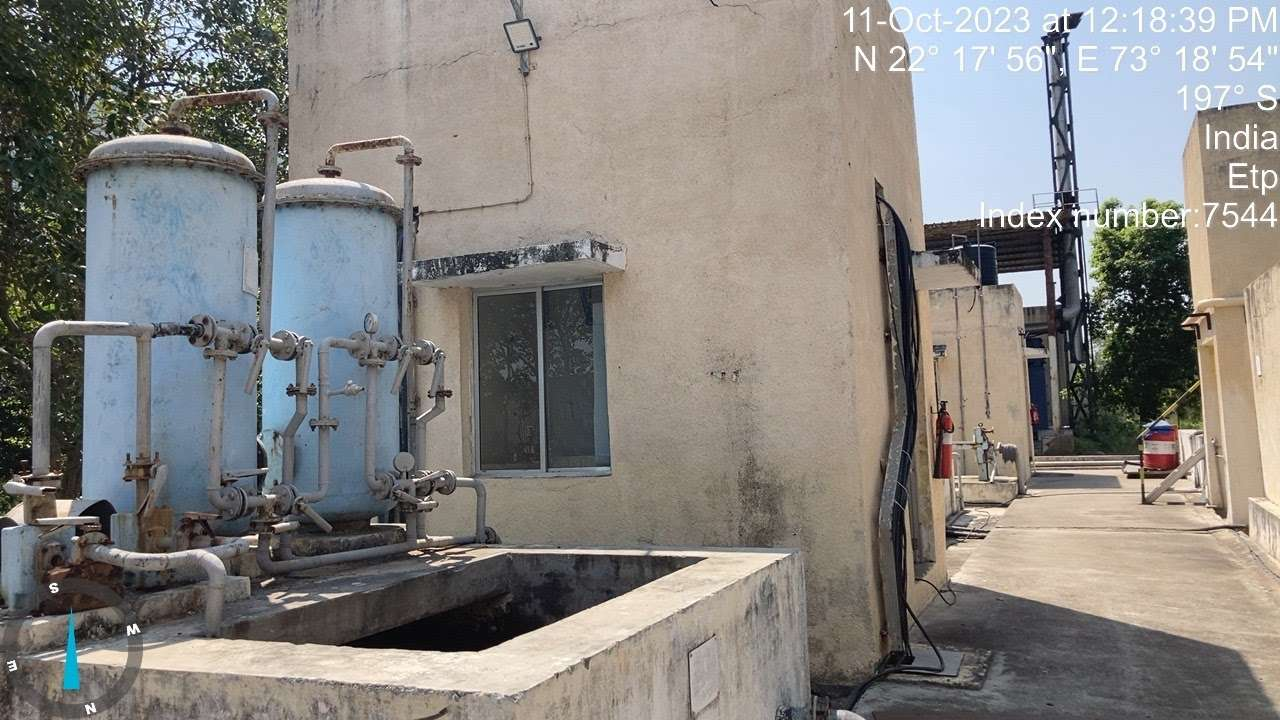 11-Oct-2023 at 12:18:39 PM
N 22° 17' 56", E 73° 18' 54"
197° S
India
Etp
Index number:7544
S
W
E
N